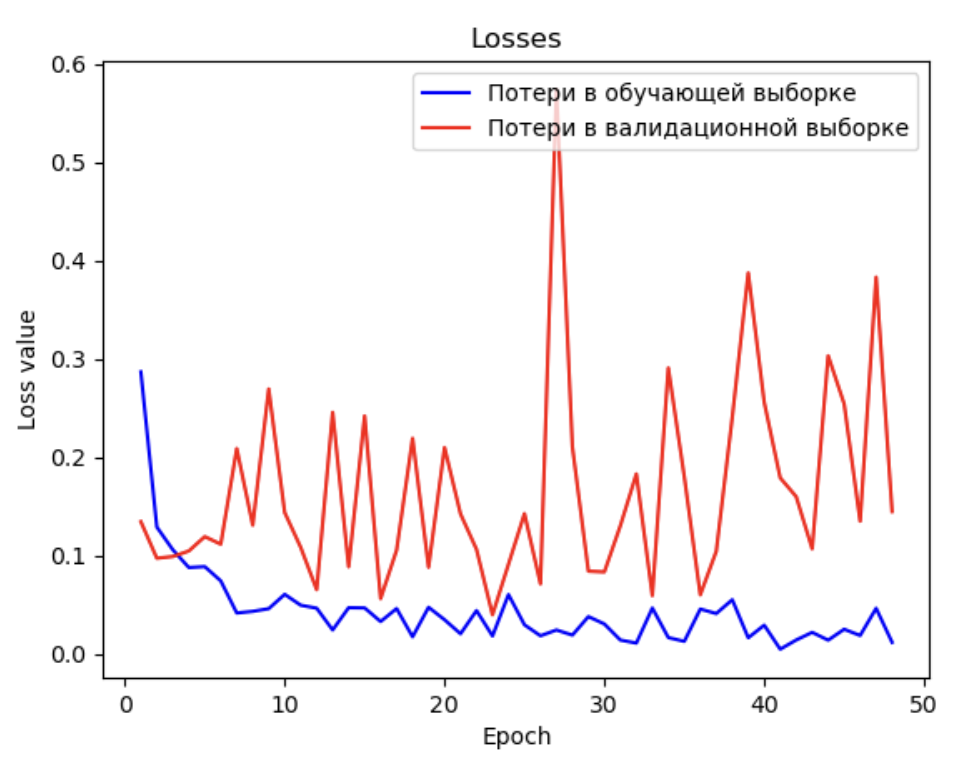 Losses
0.6
0.5
0.4
0.3
0.2
0.1
0.0
Loss value
Потери в обучающей выборке
Потери в валидационной выборке
0 10 20 30 40 50
Epoch